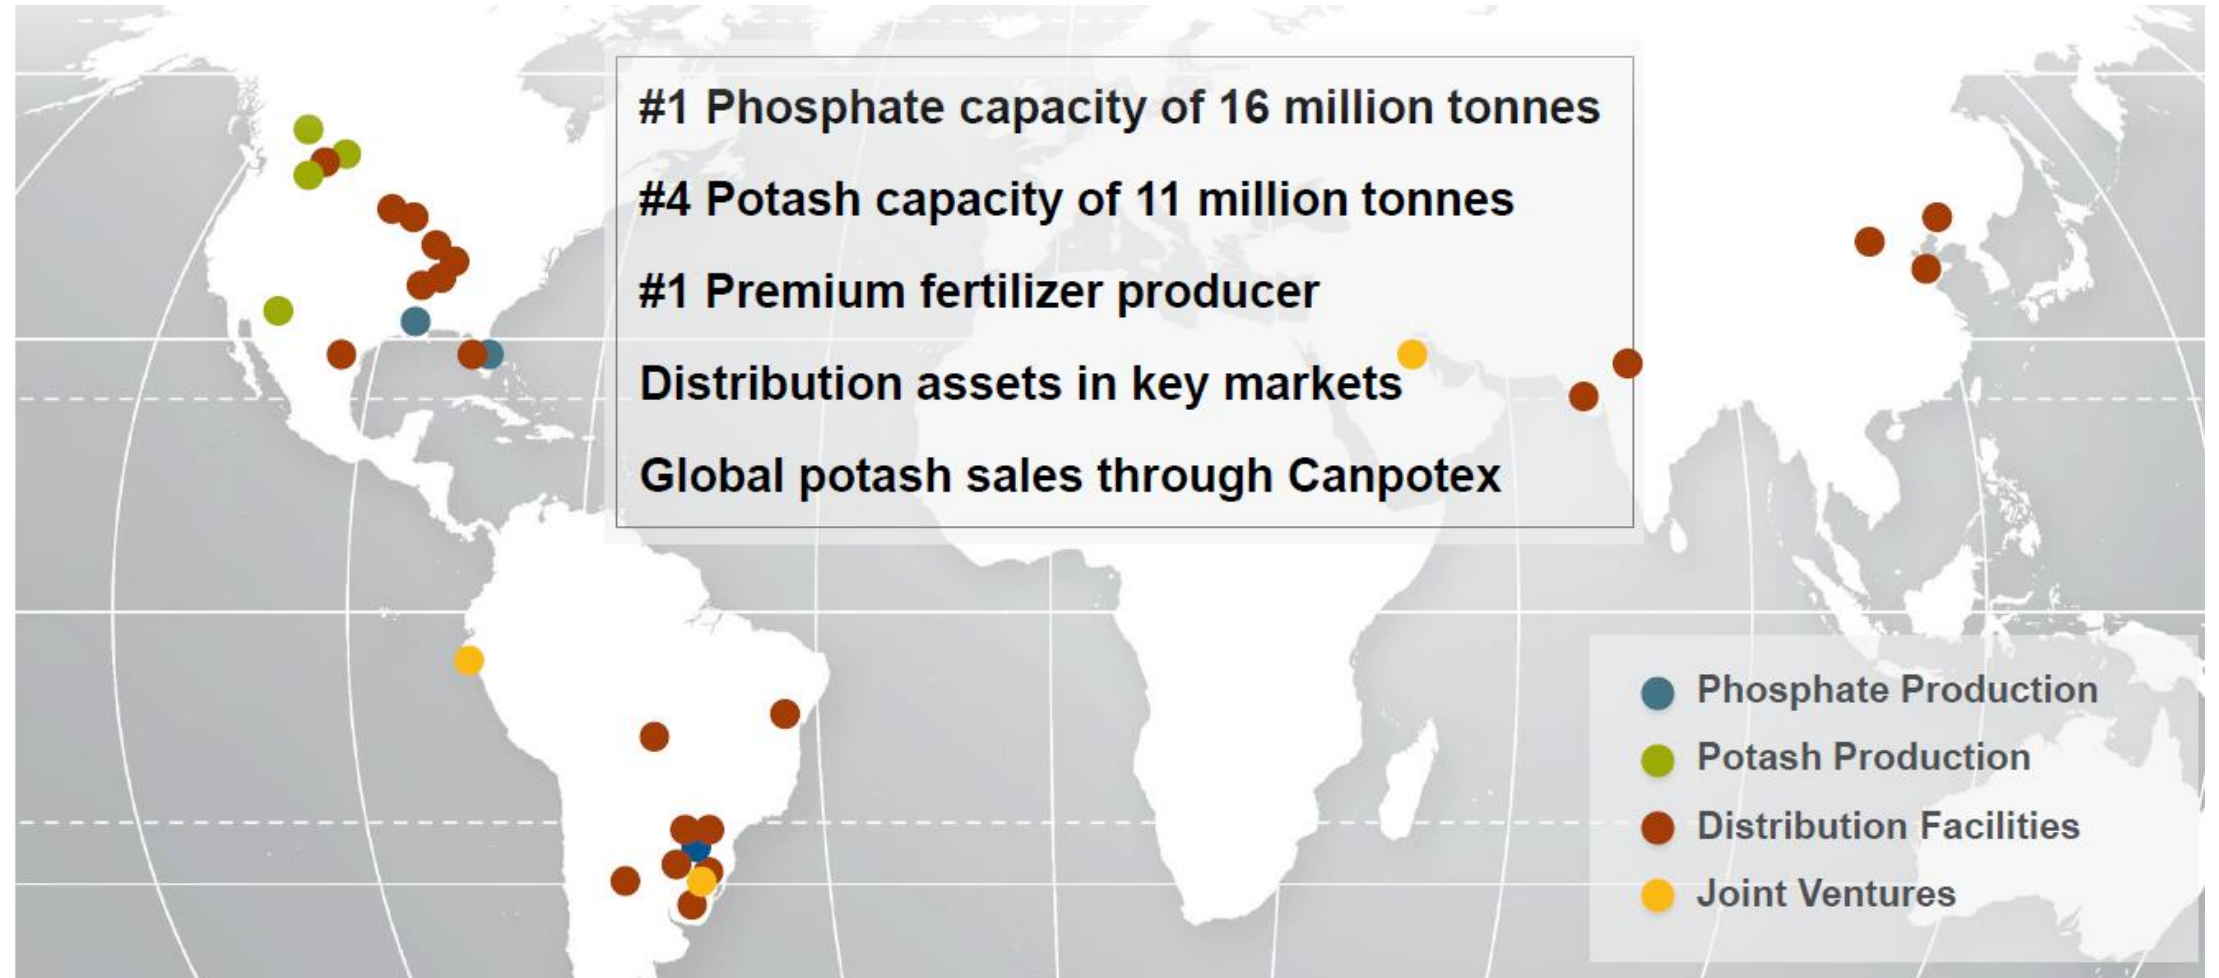 #1 Phosphate capacity of 16 million tonnes
#4 Potash capacity of 11 million tonnes
#1 Premium fertilizer producer
Distribution assets in key markets
Global potash sales through Canpotex
Phosphate Production
Potash Production
Distribution Facilities
Joint Ventures